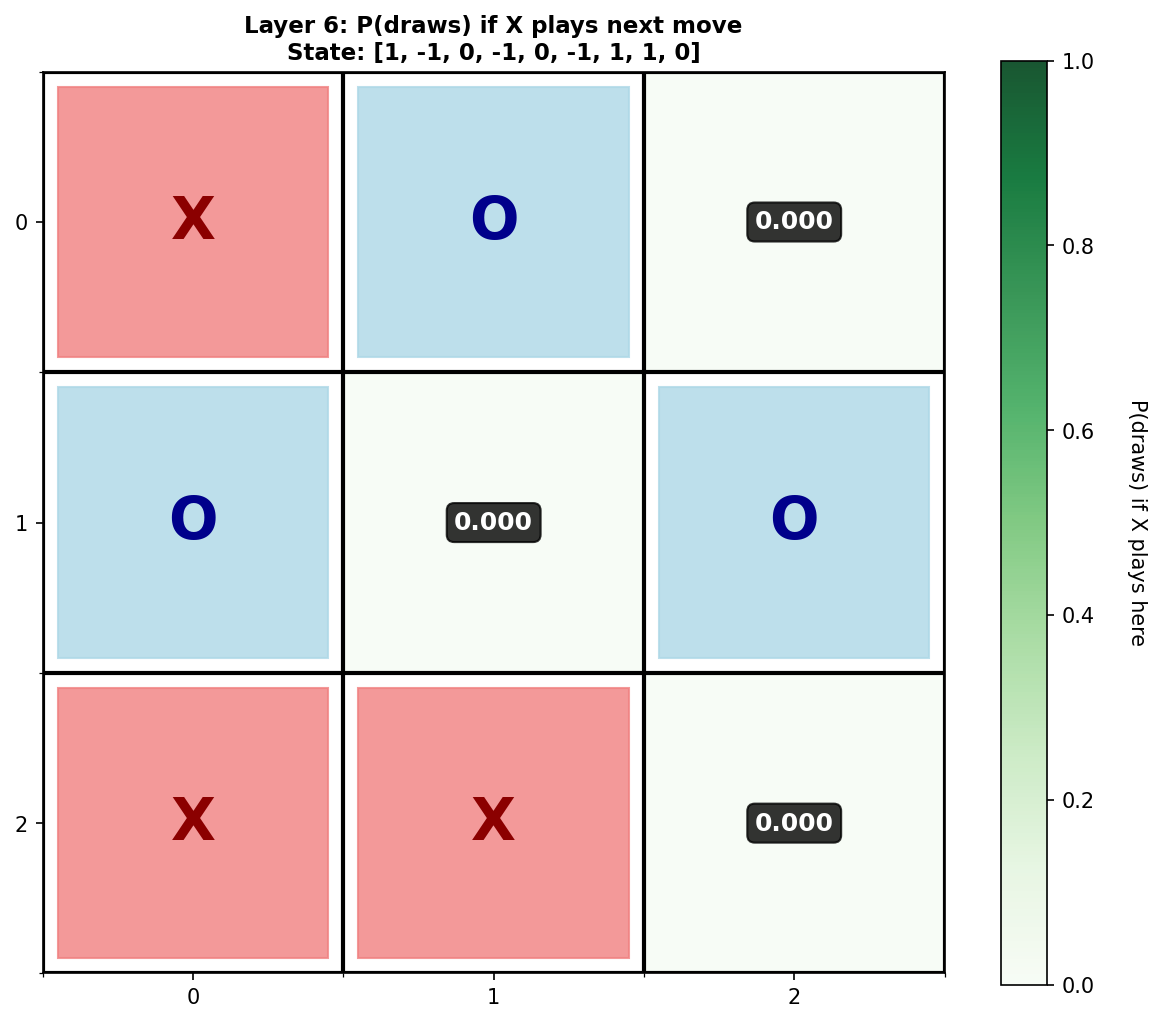 Layer 6: P(draws) if X plays next move
State: [1, -1, 0, -1, 0, -1, 1, 1, 0]
0
X
O
0.000
1
O
0.000
O
2
X
X
0.000
0
1
2
1.0
0.8
0.6
0.4
0.2
0.0
P(draws) if X plays here